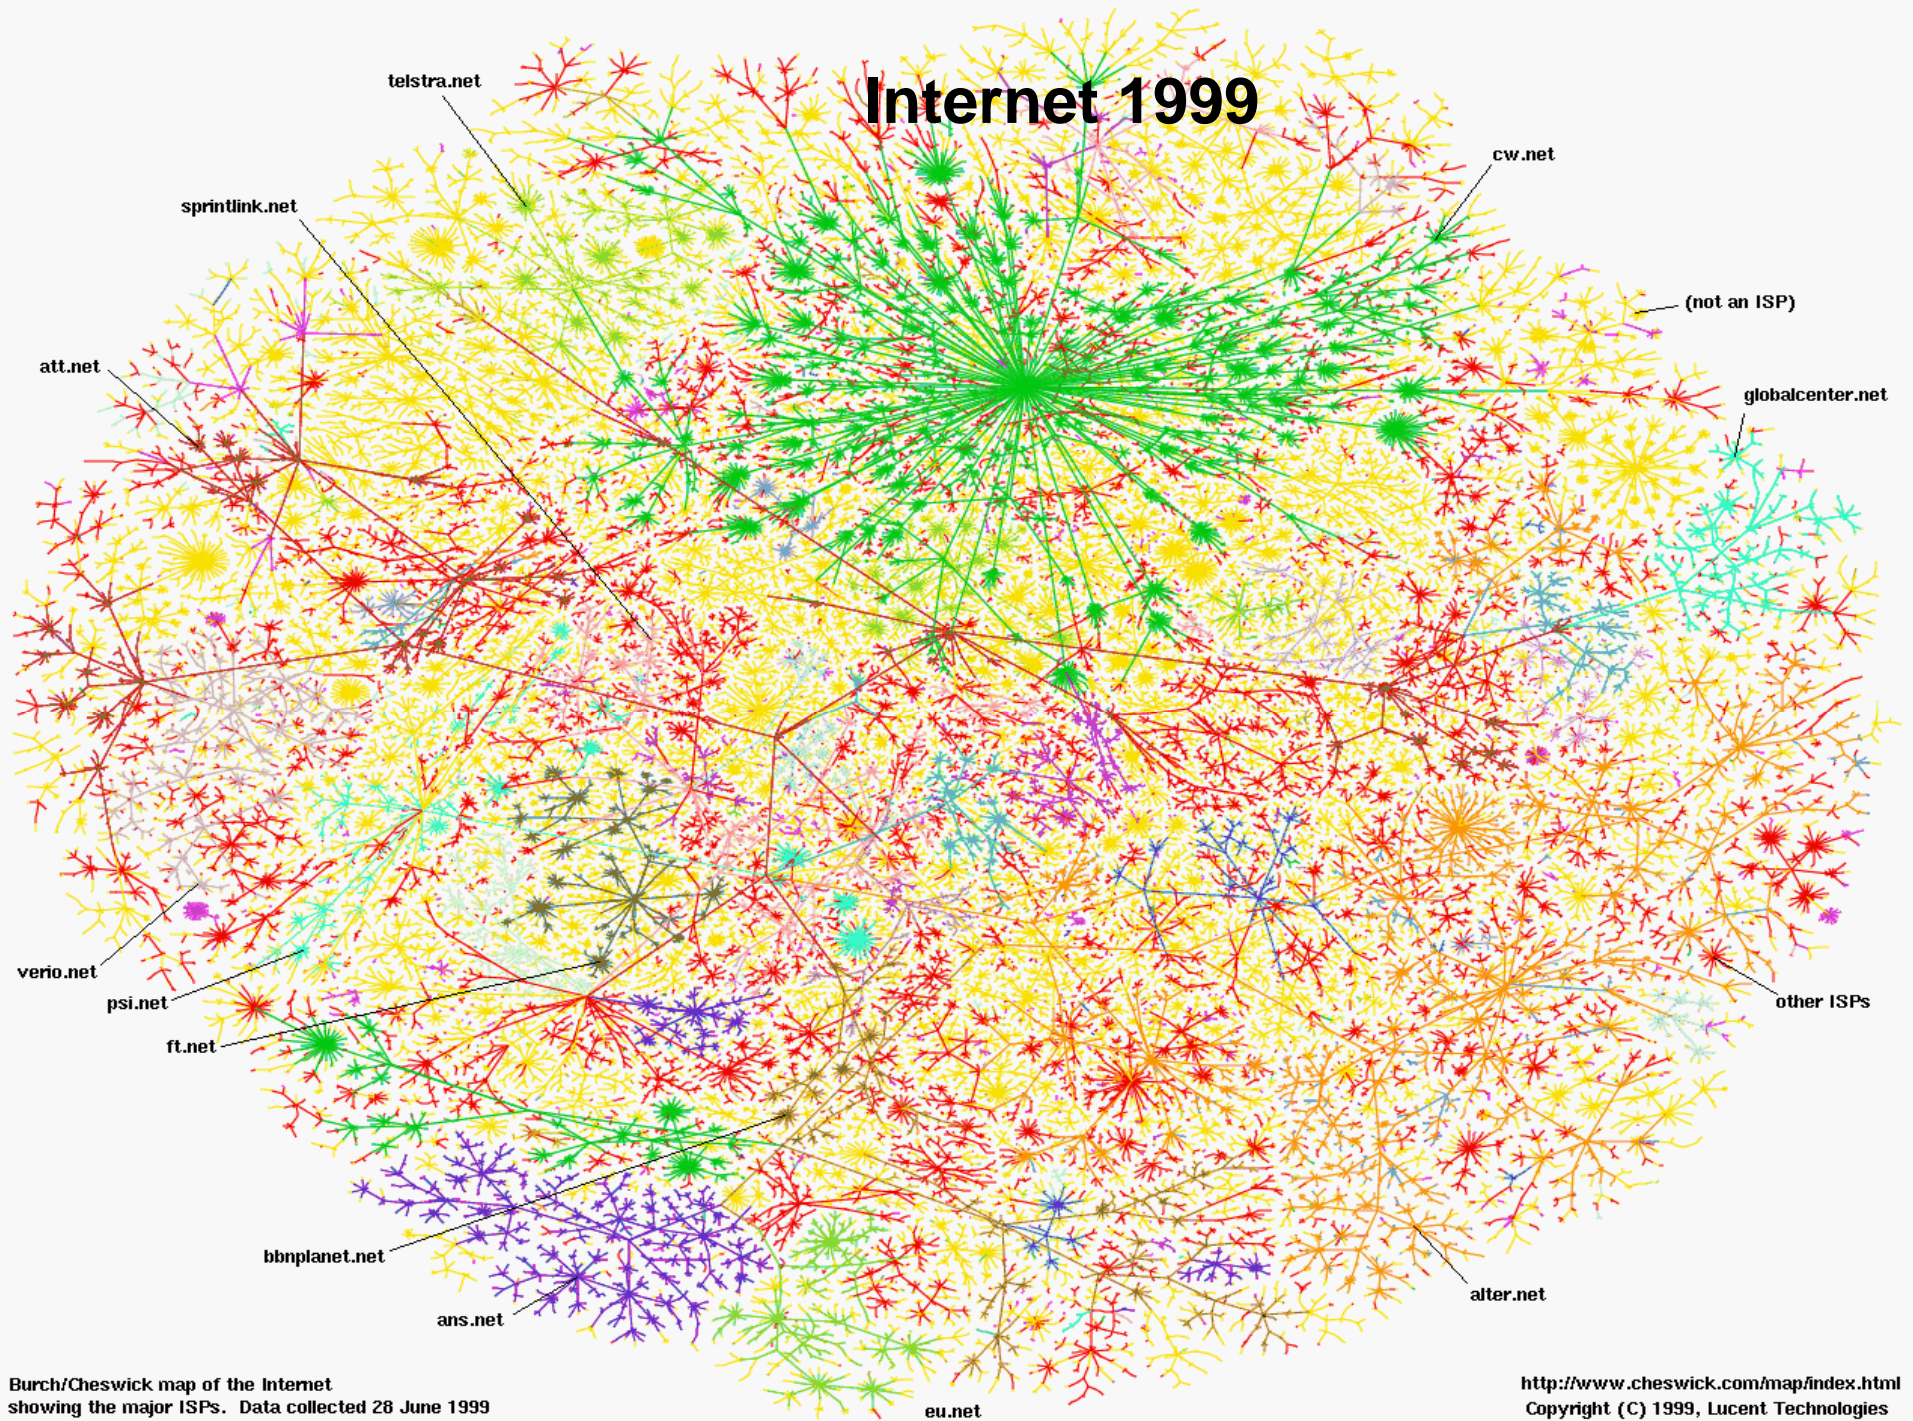 Internet 1999
telstra.net
cw.net
sprintlink.net
(not an ISP)
att.net
globalcenter.net
verio.net
psi.net
other ISPs
ft.net
bbnplanet.net
alter.net
ans.net
Burch/Cheswick map of the Internet
showing the major ISPs.  Data collected 28 June 1999
eu.net
http://www.cheswick.com/map/index.html
Copyright (C) 1999, Lucent Technologies